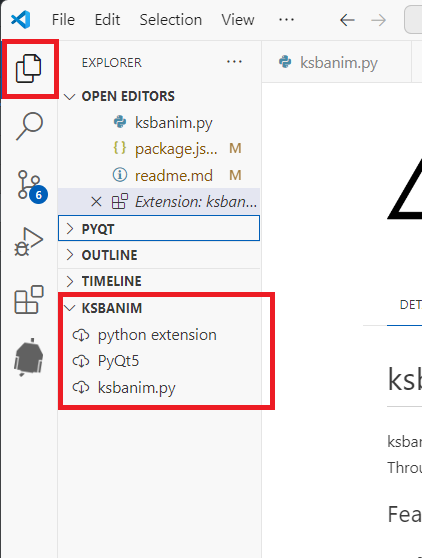 File Edit Selection View ···
EXPLORER ···
ksbanim.py
OPEN EDITORS
ksbanim.py
package.js... M
readme.md M
Extension: ksban...
6
PYQT
OUTLINE
TIMELINE
KSBANIM
python extension
PyQt5
ksbanim.py
DET
ksb
ksban
Throu
Fea